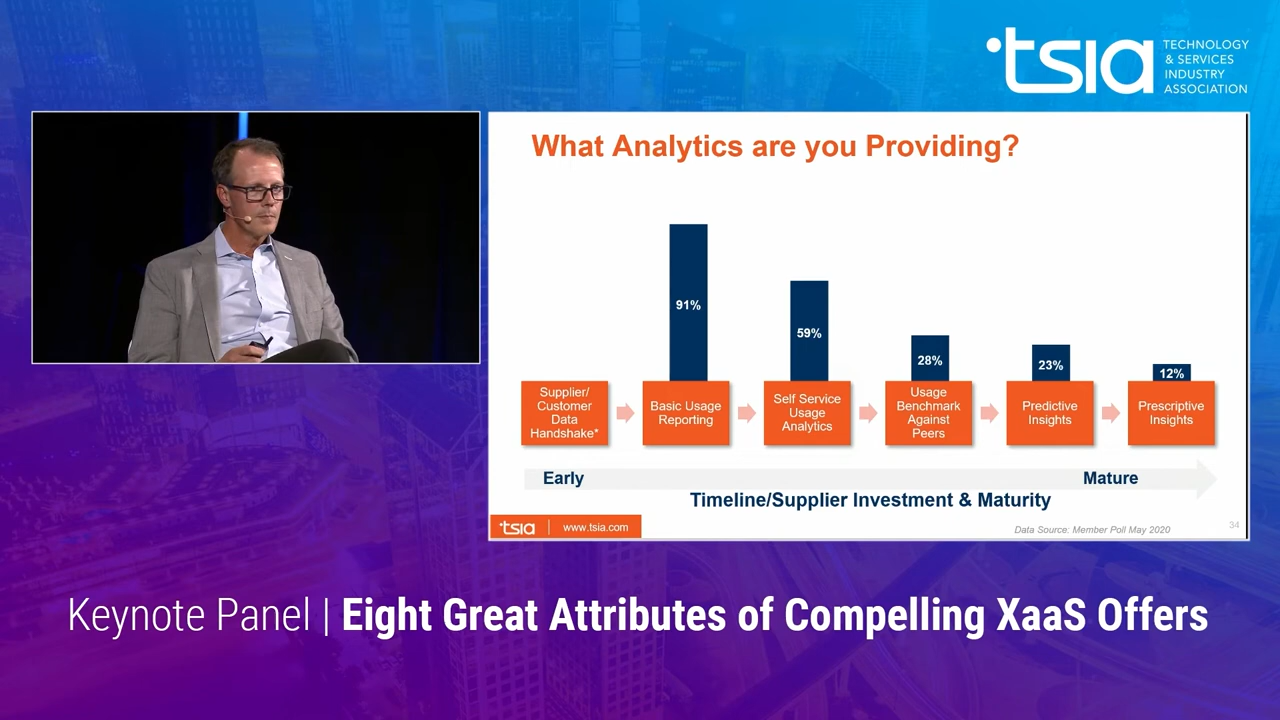 tsia
TECHNOLOGY
& SERVICES
INDUSTRY
ASSOCIATION
What Analytics are you Providing?
91%
59%
28%
23%
12%
Supplier/
Customer
Data
Handshake*
Basic Usage
Reporting
Self Service
Usage
Analytics
Usage
Benchmark
Against
Peers
Predictive
Insights
Prescriptive
Insights
Early
Mature
Timeline/Supplier Investment & Maturity
tsia | www.tsia.com
Data Source: Member Poll May 2020
34
Keynote Panel | Eight Great Attributes of Compelling XaaS Offers